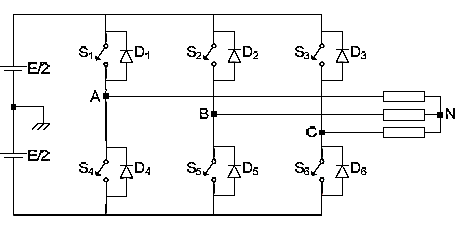 S1 D1 S2 D2 S3 D3
E/2
A
B N
C
E/2
S4 D4 S5 D5 S6 D6